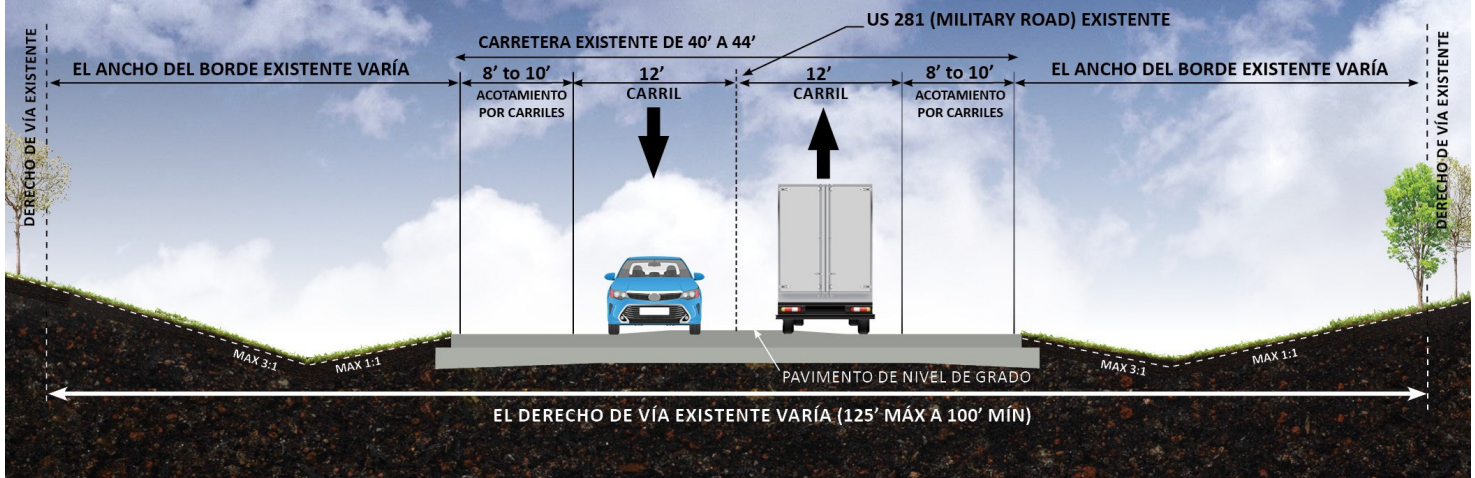 US 281 (MILITARY ROAD) EXISTENTE
CARRETERA EXISTENTE DE 40’ A 44’
DERECHO DE VÍA EXISTENTE
EL ANCHO DEL BORDE EXISTENTE VARÍA
8’ to 10’
ACOTAMIENTO
POR CARRILES
12’
CARRIL
12’
CARRIL
8’ to 10’
ACOTAMIENTO
POR CARRILES
EL ANCHO DEL BORDE EXISTENTE VARÍA
DERECHO DE VÍA EXISTENTE
MAX 3:1
MAX 1:1
PAVIMENTO DE NIVEL DE GRADO
MAX 3:1
MAX 1:1
EL DERECHO DE VÍA EXISTENTE VARÍA (125’ MÁX A 100’ MÍN)